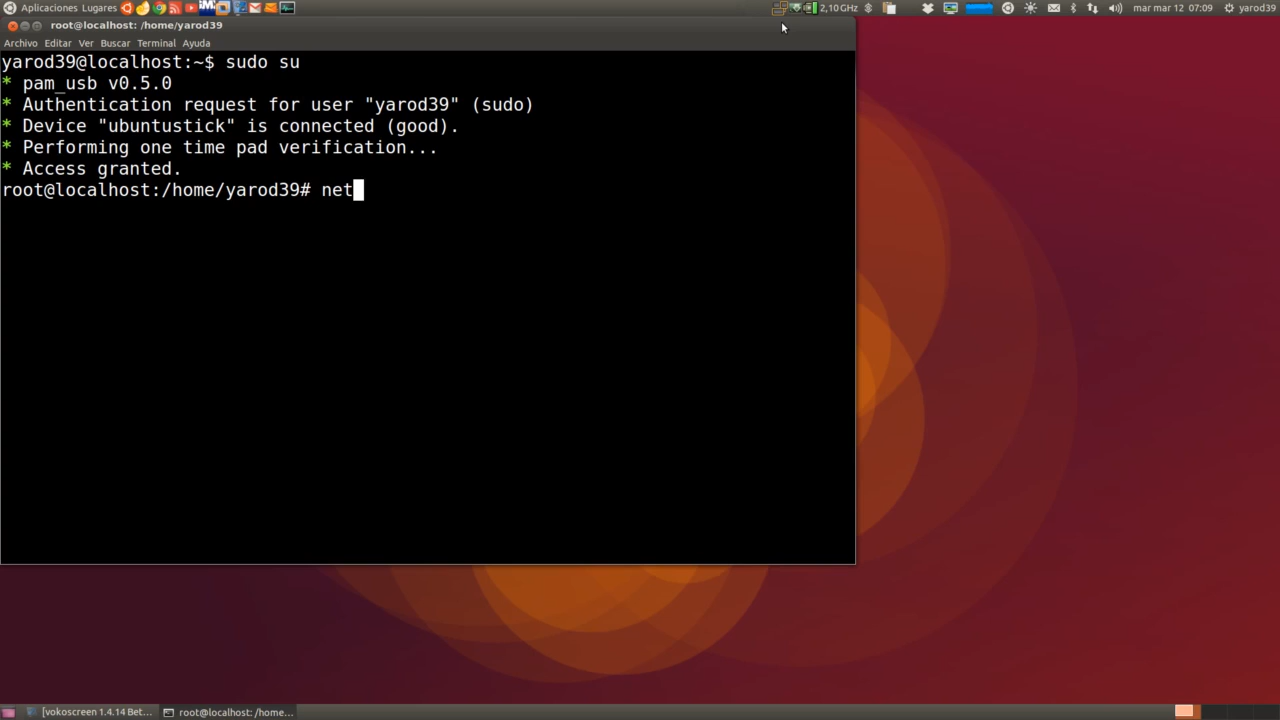 Aplicaciones Lugares
2,10 GHz
mar mar 12 07:09
yarod39
root@localhost: /home/yarod39
Archivo Editar Ver Buscar Terminal Ayuda
yarod39@localhost:~$ sudo su
* pam_usb v0.5.0
* Authentication request for user "yarod39" (sudo)
* Device "ubuntustick" is connected (good).
* Performing one time pad verification...
* Access granted.
root@localhost:/home/yarod39# net
[vokoscreen 1.4.14 Bet...
root@localhost: /home...